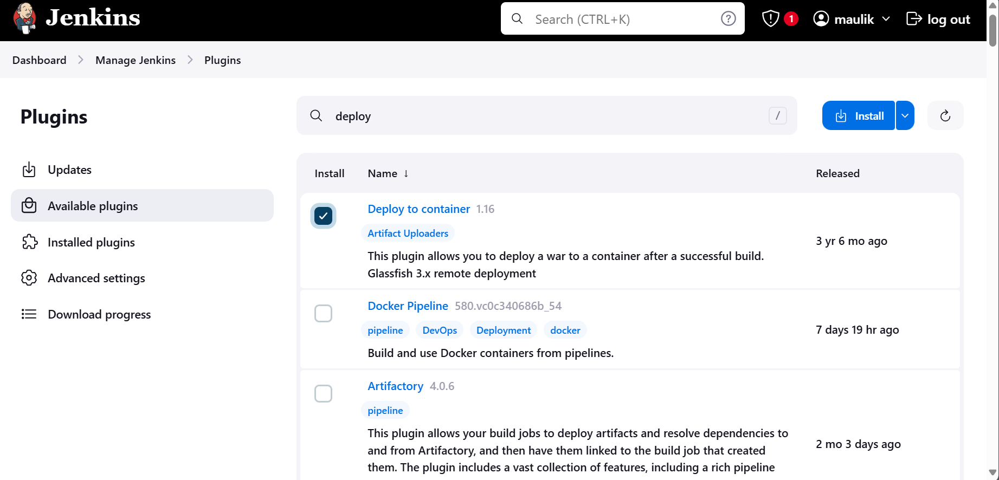 Jenkins
Search (CTRL+K)
?
! 1
maulik
log out
Dashboard > Manage Jenkins > Plugins
Plugins
deploy
/
Install
Updates
Available plugins
Installed plugins
Advanced settings
Download progress
Install Name ↓ Released
Deploy to container 1.16
Artifact Uploaders
This plugin allows you to deploy a war to a container after a successful build.
Glassfish 3.x remote deployment
3 yr 6 mo ago
Docker Pipeline 580.vc0c340686b_54
pipeline DevOps Deployment docker
Build and use Docker containers from pipelines.
7 days 19 hr ago
Artifactory 4.0.6
pipeline
This plugin allows your build jobs to deploy artifacts and resolve dependencies to
and from Artifactory, and then have them linked to the build job that created
them. The plugin includes a vast collection of features, including a rich pipeline
2 mo 3 days ago